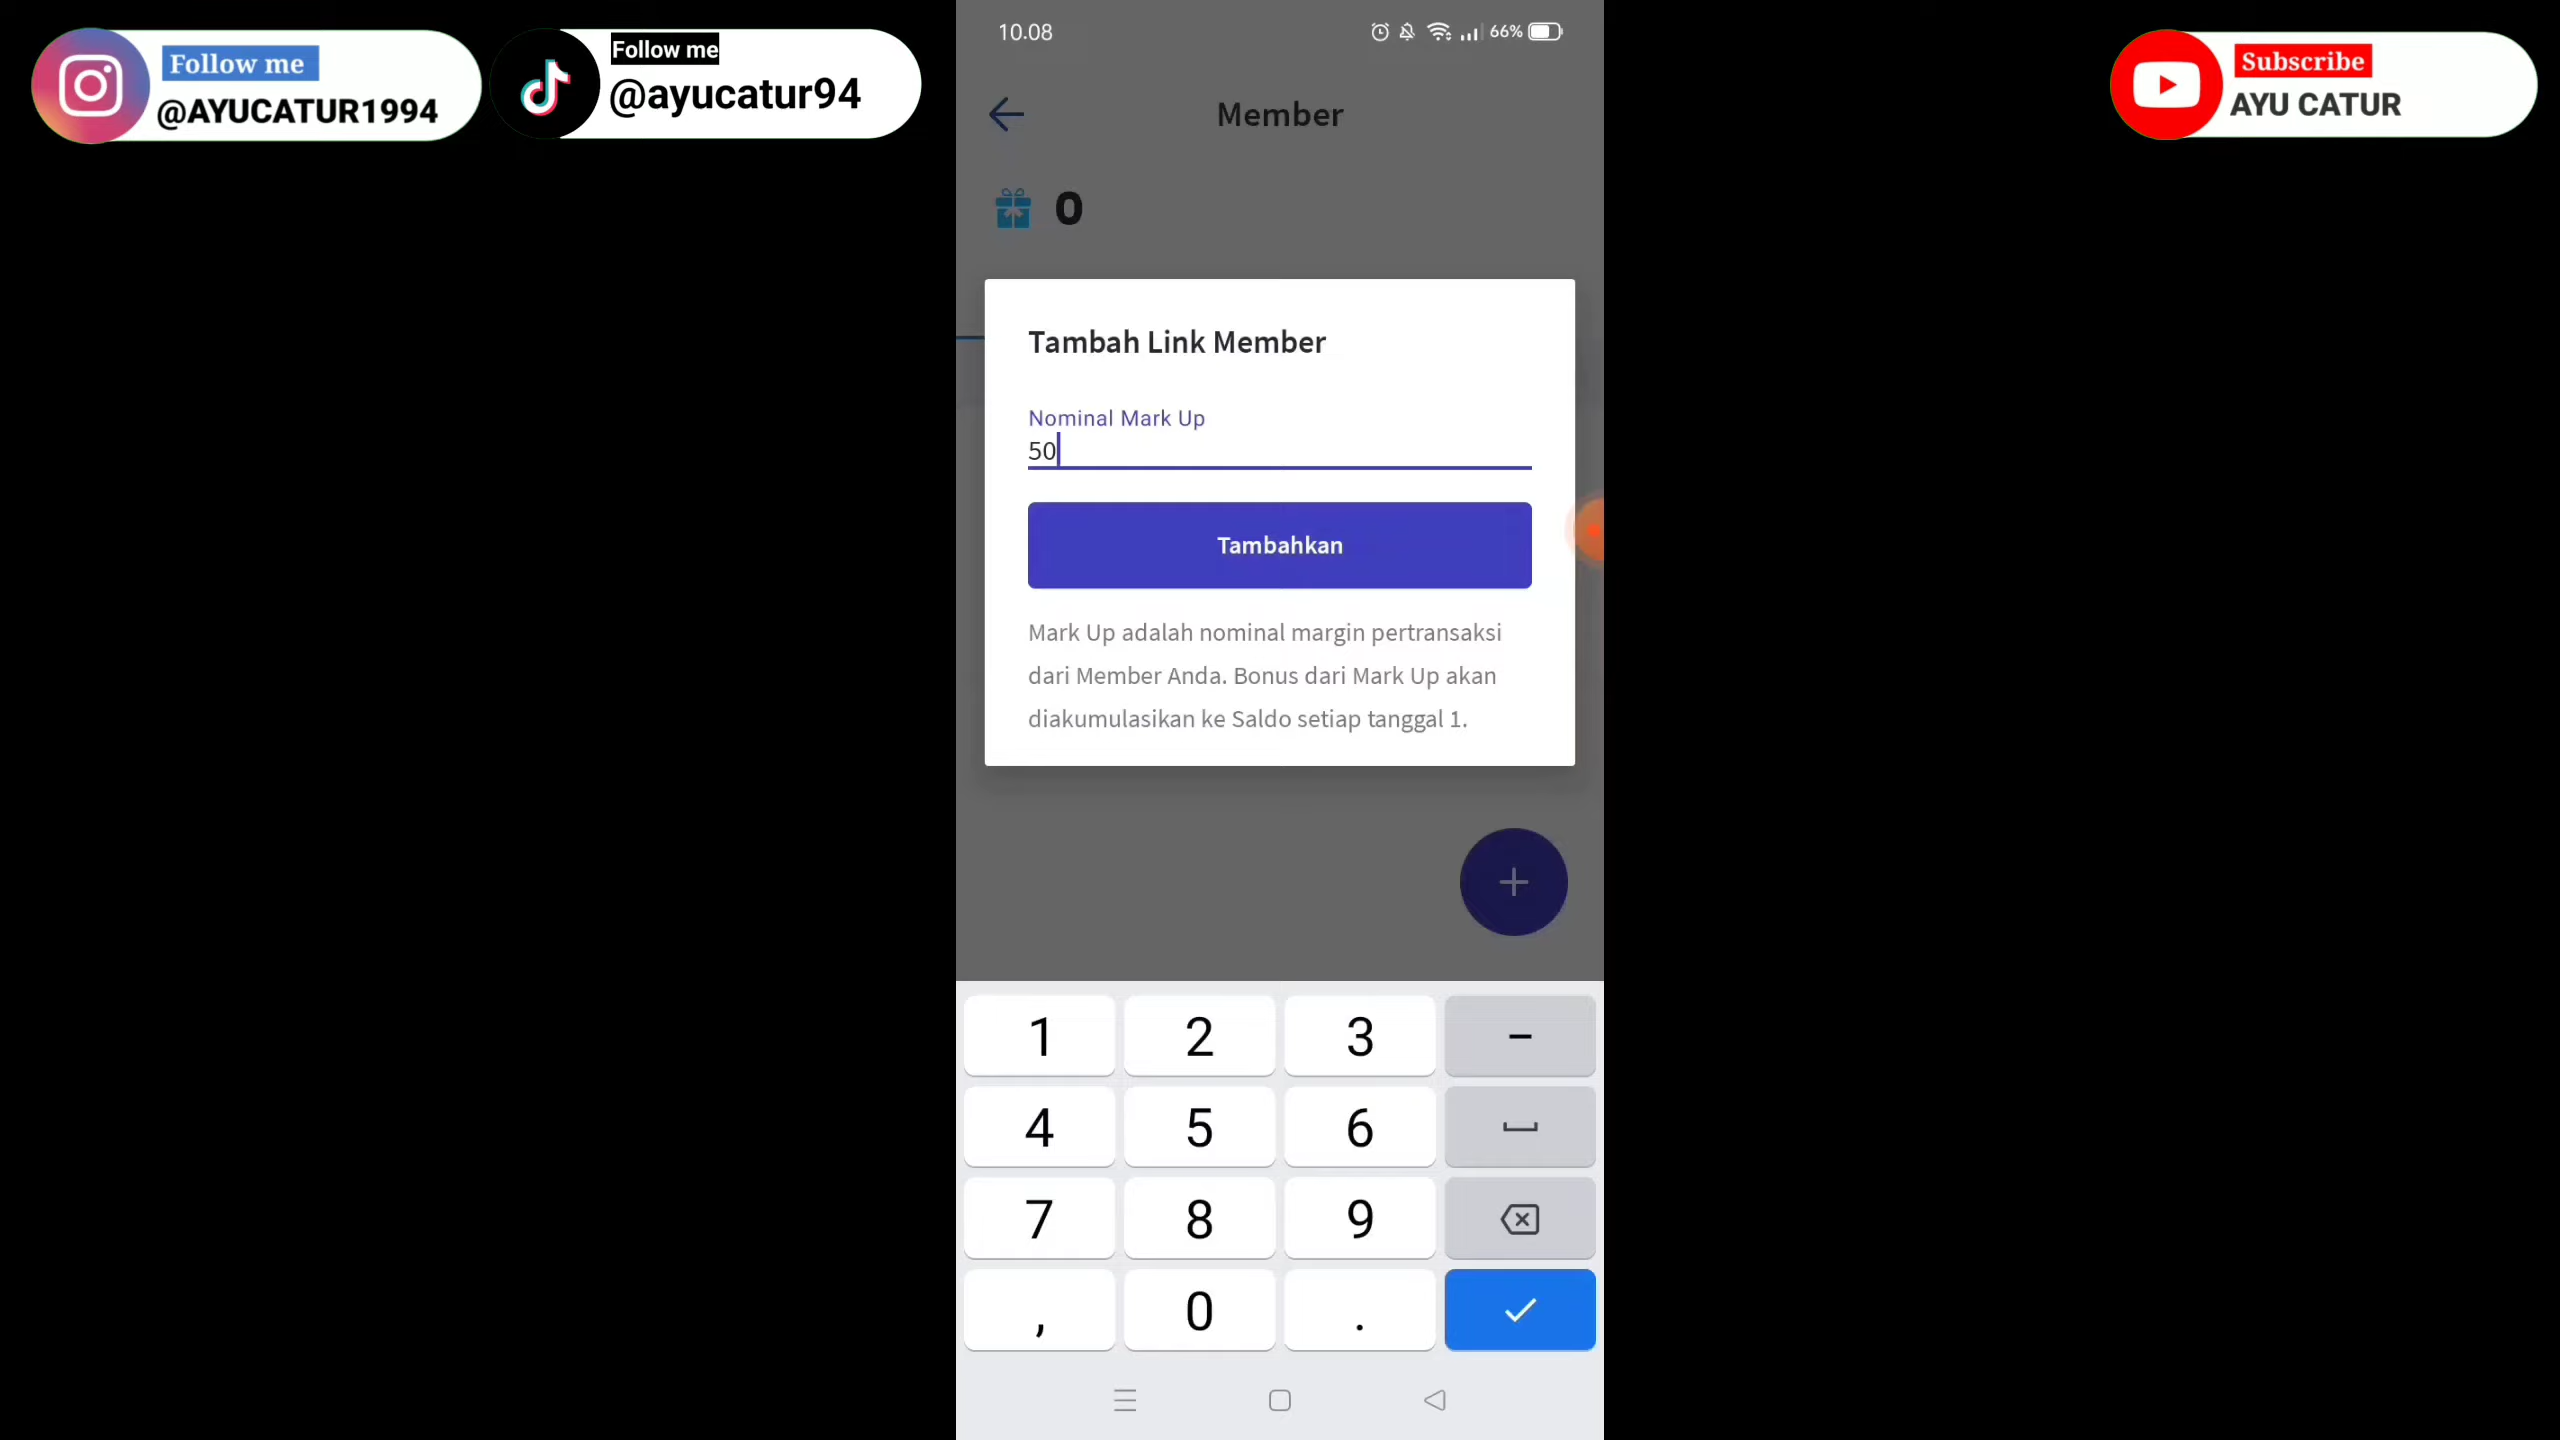 Follow me
@AYUCATUR1994
Follow me
@ayucatur94
Subscribe
AYU CATUR
10.08
66%
Member
0
Tambah Link Member
Nominal Mark Up
50
Tambahkan
Mark Up adalah nominal margin pertransaksi
dari Member Anda. Bonus dari Mark Up akan
diakumulasikan ke Saldo setiap tanggal 1.
+
1 2 3 −
4 5 6
7 8 9
, 0 .